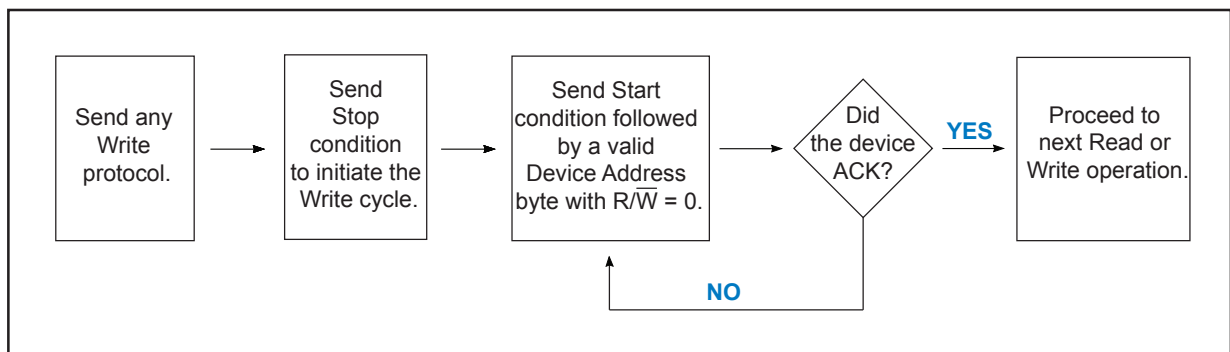 Send any
Write
protocol.
Send
Stop
condition
to initiate the
Write cycle.
Send Start
condition followed
by a valid
Device Address
byte with R/W̅ = 0.
Did
the device
ACK?
YES
Proceed to
next Read or
Write operation.
NO